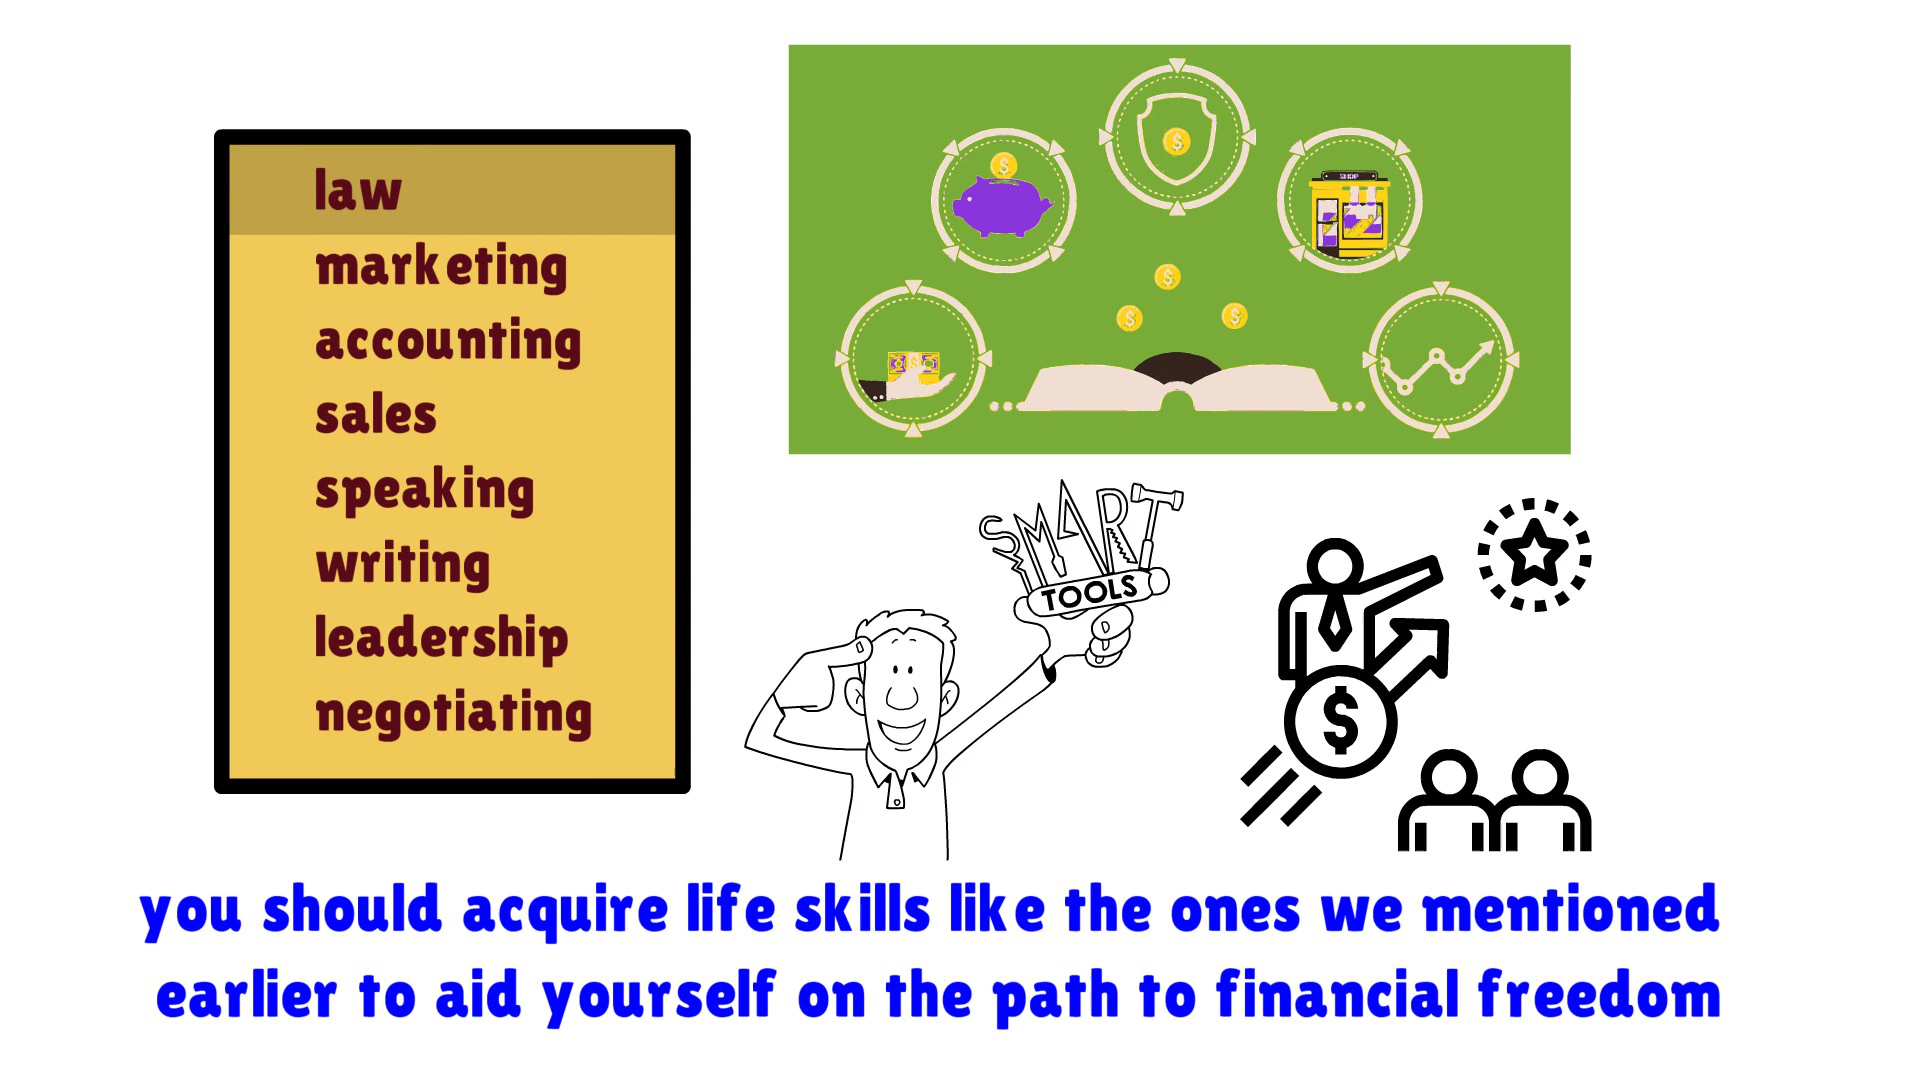 law
marketing
accounting
sales
speaking
writing
leadership
negotiating
SHOP
SMART
TOOLS
you should acquire life skills like the ones we mentioned
earlier to aid yourself on the path to financial freedom